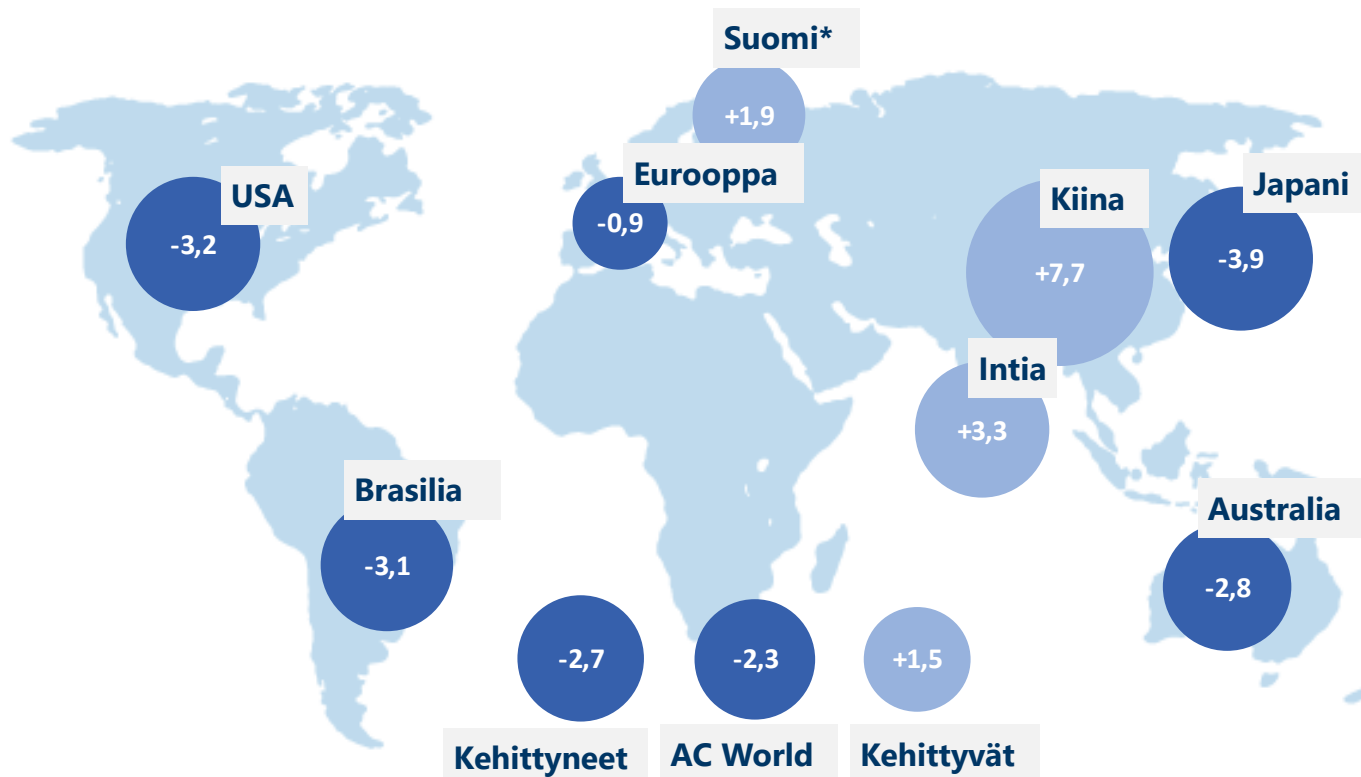 Suomi*
+1,9
Eurooppa
-0,9
USA
-3,2
Kiina
+7,7
Japani
-3,9
Intia
+3,3
Brasilia
-3,1
Australia
-2,8
-2,7
-2,3
+1,5
Kehittyneet
AC World
Kehittyvät